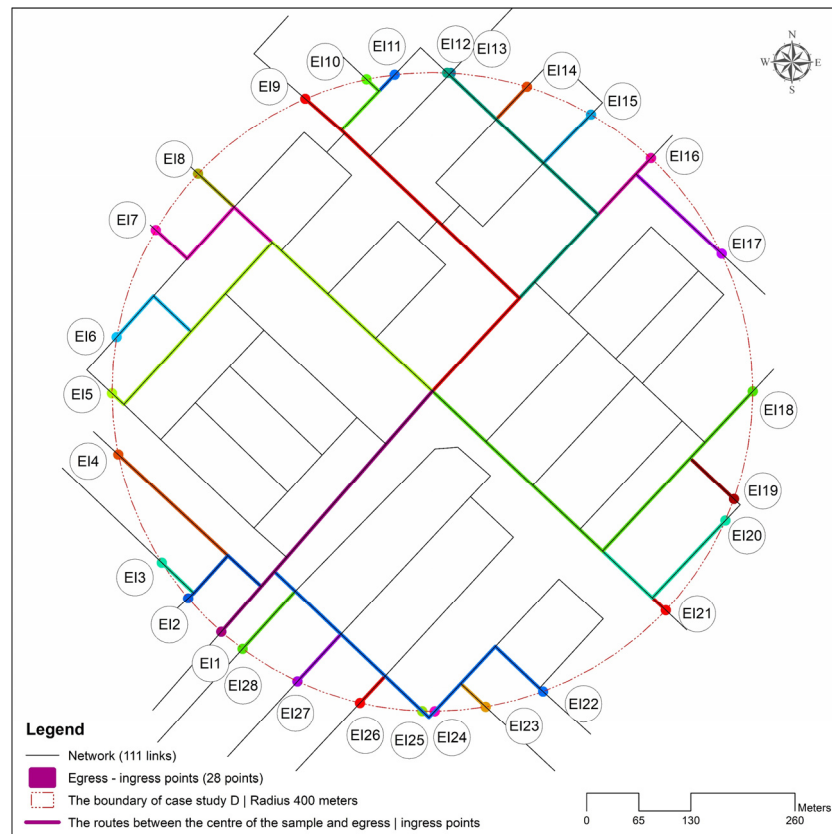 EI10
EI11
EI12
EI13
EI14
EI9
EI15
N
W
E
S
EI8
EI16
EI7
EI17
EI6
EI5
EI18
EI4
EI19
EI20
EI3
EI2
EI21
EI1
EI28
EI27
EI26
EI25
EI24
EI23
EI22
Legend
Network (111 links)
Egress - ingress points (28 points)
The boundary of case study D | Radius 400 meters
The routes between the centre of the sample and egress | ingress points
Meters
0 65 130 260